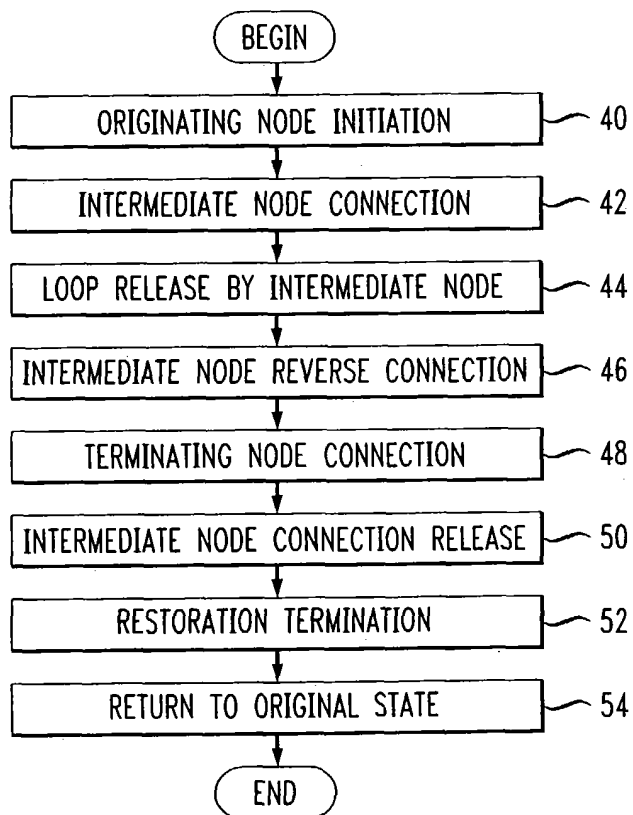 BEGIN
ORIGINATING NODE INITIATION 40
INTERMEDIATE NODE CONNECTION 42
LOOP RELEASE BY INTERMEDIATE NODE 44
INTERMEDIATE NODE REVERSE CONNECTION 46
TERMINATING NODE CONNECTION 48
INTERMEDIATE NODE CONNECTION RELEASE 50
RESTORATION TERMINATION 52
RETURN TO ORIGINAL STATE 54
END